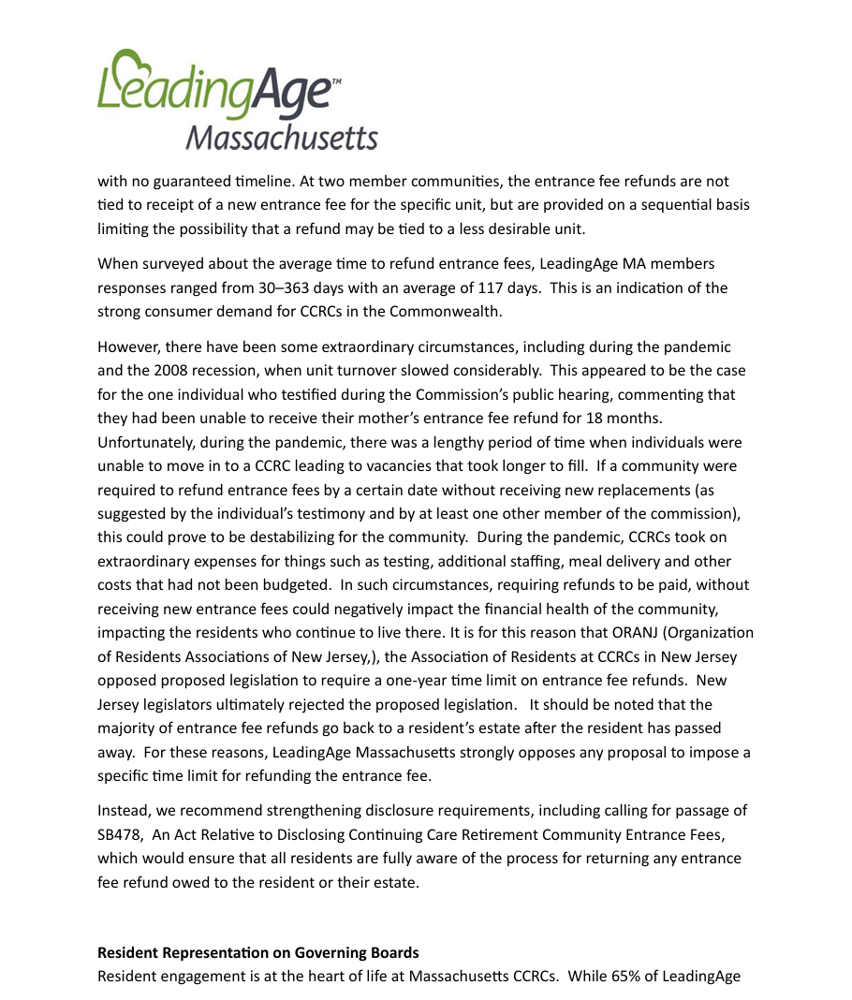 LeadingAge™
Massachusetts
with no guaranteed timeline. At two member communities, the entrance fee refunds are not
tied to receipt of a new entrance fee for the specific unit, but are provided on a sequential basis
limiting the possibility that a refund may be tied to a less desirable unit.
When surveyed about the average time to refund entrance fees, LeadingAge MA members
responses ranged from 30–363 days with an average of 117 days.  This is an indication of the
strong consumer demand for CCRCs in the Commonwealth.
However, there have been some extraordinary circumstances, including during the pandemic
and the 2008 recession, when unit turnover slowed considerably.  This appeared to be the case
for the one individual who testified during the Commission’s public hearing, commenting that
they had been unable to receive their mother’s entrance fee refund for 18 months.
Unfortunately, during the pandemic, there was a lengthy period of time when individuals were
unable to move in to a CCRC leading to vacancies that took longer to fill.  If a community were
required to refund entrance fees by a certain date without receiving new replacements (as
suggested by the individual’s testimony and by at least one other member of the commission),
this could prove to be destabilizing for the community.  During the pandemic, CCRCs took on
extraordinary expenses for things such as testing, additional staffing, meal delivery and other
costs that had not been budgeted.  In such circumstances, requiring refunds to be paid, without
receiving new entrance fees could negatively impact the financial health of the community,
impacting the residents who continue to live there. It is for this reason that ORANJ (Organization
of Residents Associations of New Jersey,), the Association of Residents at CCRCs in New Jersey
opposed proposed legislation to require a one-year time limit on entrance fee refunds.  New
Jersey legislators ultimately rejected the proposed legislation.   It should be noted that the
majority of entrance fee refunds go back to a resident’s estate after the resident has passed
away.  For these reasons, LeadingAge Massachusetts strongly opposes any proposal to impose a
specific time limit for refunding the entrance fee.
Instead, we recommend strengthening disclosure requirements, including calling for passage of
SB478,  An Act Relative to Disclosing Continuing Care Retirement Community Entrance Fees,
which would ensure that all residents are fully aware of the process for returning any entrance
fee refund owed to the resident or their estate.
Resident Representation on Governing Boards
Resident engagement is at the heart of life at Massachusetts CCRCs.  While 65% of LeadingAge